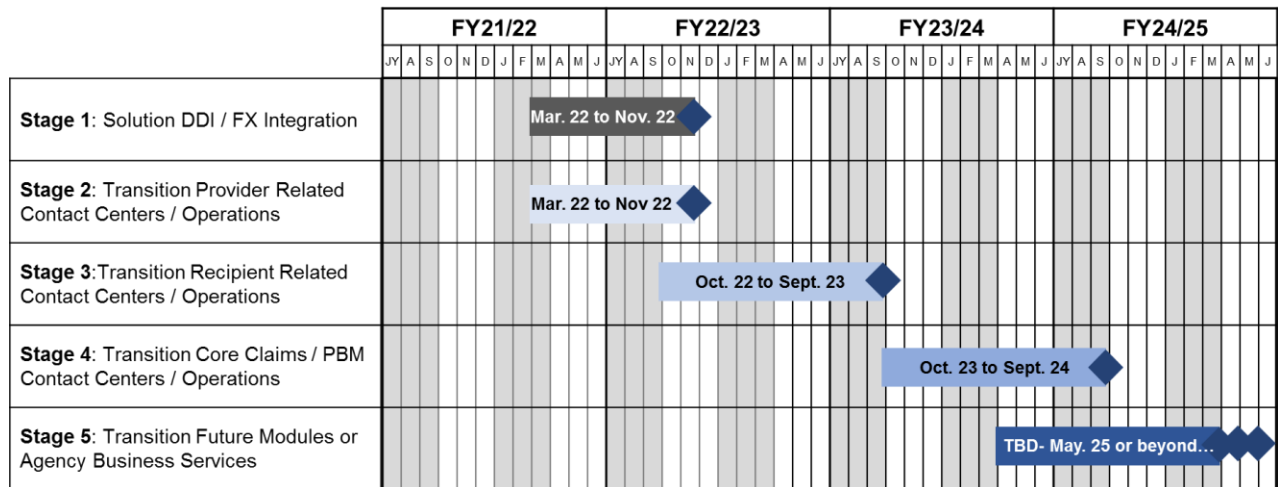 FY21/22 FY22/23 FY23/24 FY24/25
JY A S O N D J F M A M J JY A S O N D J F M A M J JY A S O N D J F M A M J JY A S O N D J F M A M J
Stage 1: Solution DDI / FX Integration
Mar. 22 to Nov. 22
Stage 2: Transition Provider Related
Contact Centers / Operations
Mar. 22 to Nov 22
Stage 3:Transition Recipient Related
Contact Centers / Operations
Oct. 22 to Sept. 23
Stage 4: Transition Core Claims / PBM
Contact Centers / Operations
Oct. 23 to Sept. 24
Stage 5: Transition Future Modules or
Agency Business Services
TBD- May. 25 or beyond...